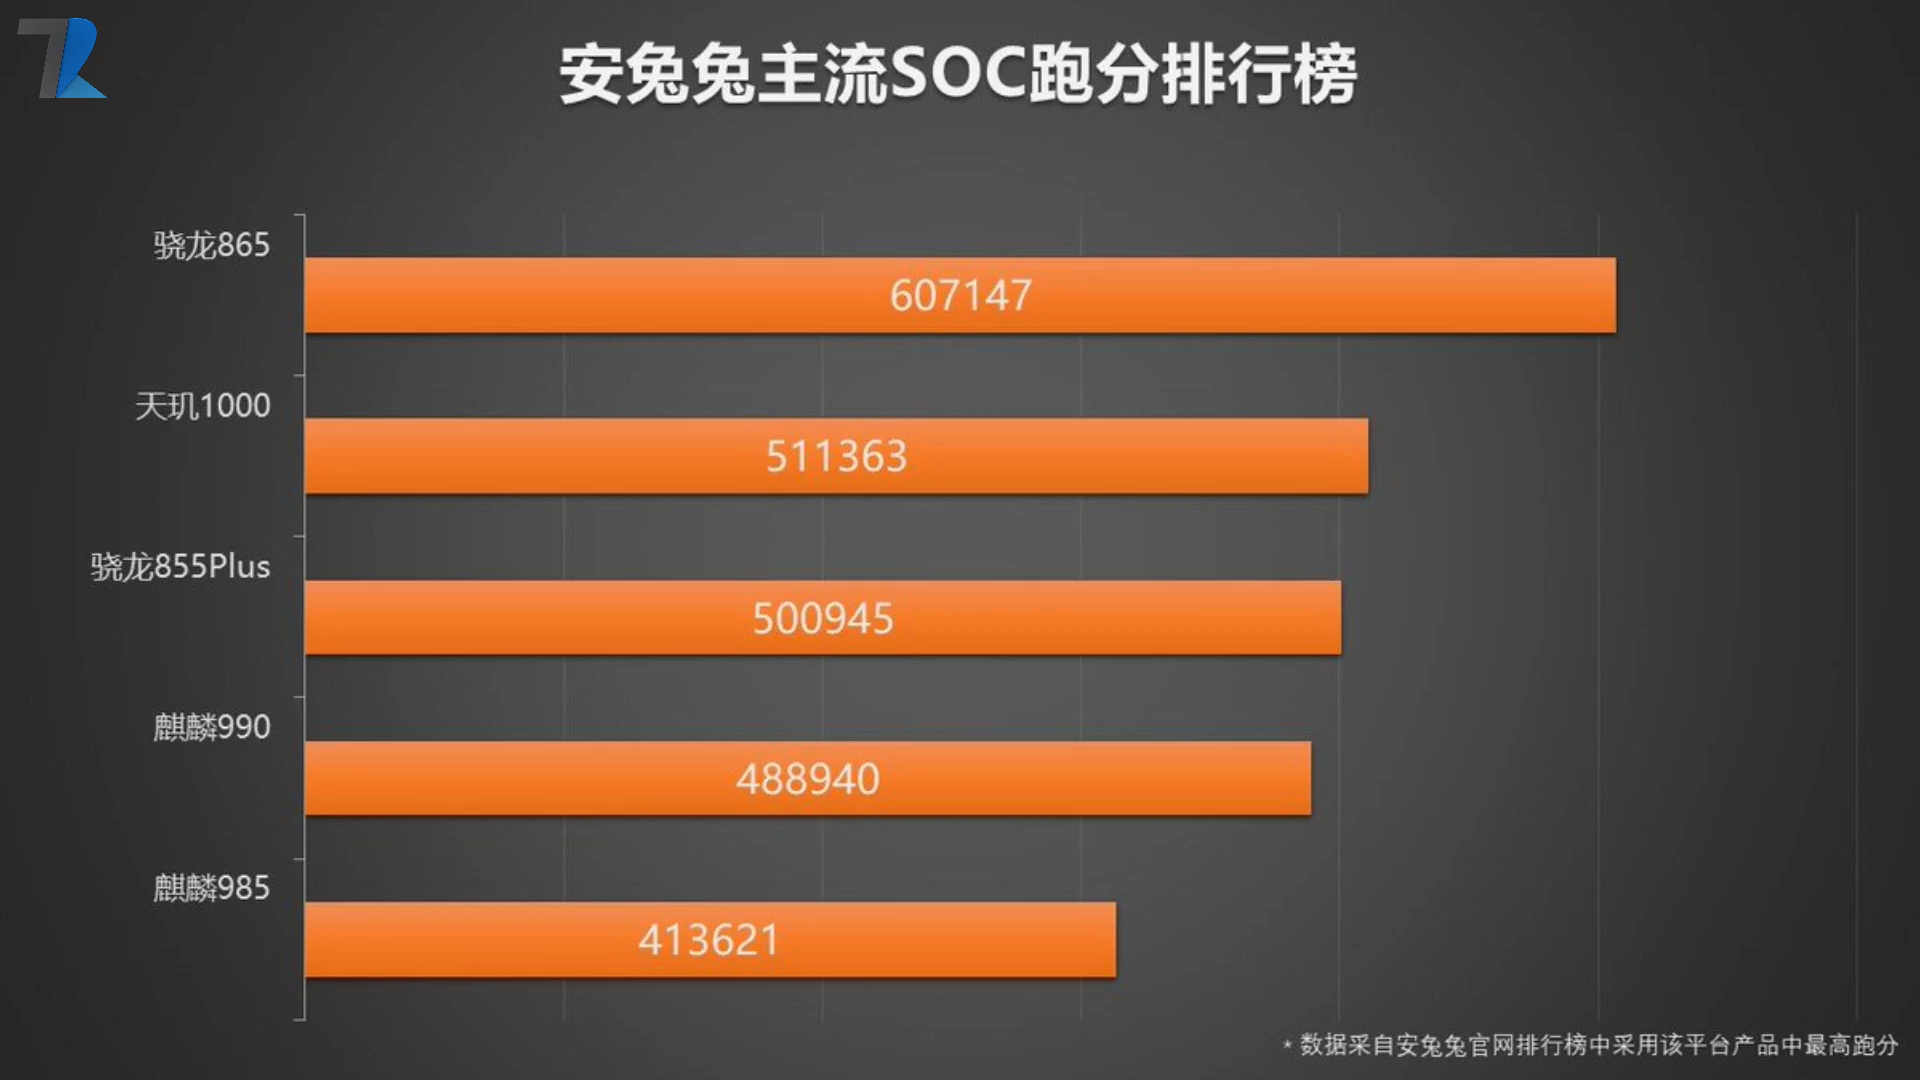 安兔兔主流SOC跑分排行榜
骁龙865
607147
天玑1000
511363
骁龙855Plus
500945
麒麟990
488940
麒麟985
413621
* 数据采自安兔兔官网排行榜中采用该平台产品中最高跑分